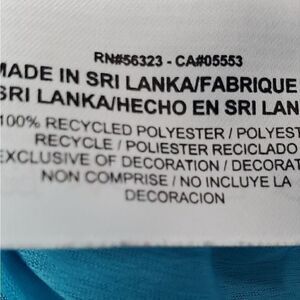 RN#56323 - CA#05553
MADE IN SRI LANKA/FABRIQUE
SRI LANKA/HECHO EN SRI LAN
100% RECYCLED POLYESTER / POLYEST
RECYCLE / POLIESTER RECICLADO
EXCLUSIVE OF DECORATION / DECORAT
NON COMPRISE / NO INCLUYE LA
DECORACION